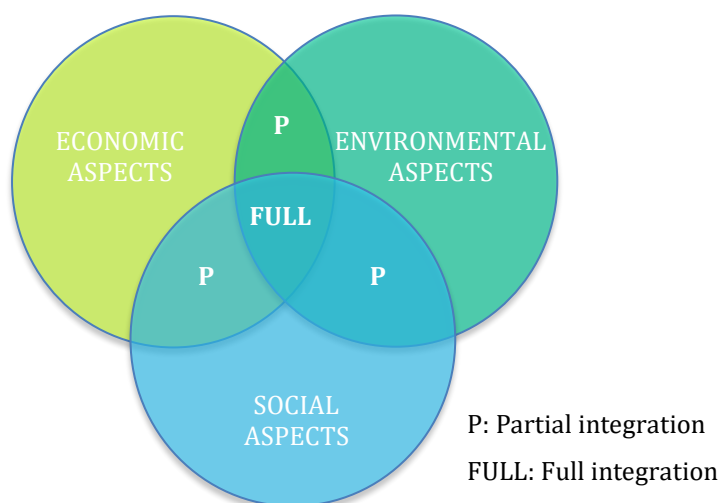 P
ECONOMIC
ASPECTS
ENVIRONMENTAL
ASPECTS
FULL
P
P
SOCIAL
ASPECTS
P: Partial integration
FULL: Full integration